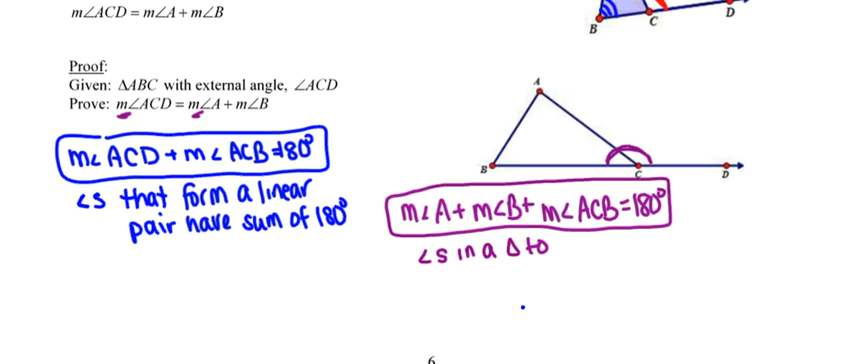 m∠ACD = m∠A + m∠B
B
C
D
Proof:
Given: ΔABC with external angle, ∠ACD
Prove: m∠ACD = m∠A + m∠B
A
B
C
D
m∠ ACD + m∠ ACB = 180°
∠s that form a linear
pair have sum of 180°
m∠A + m∠B + m∠ACB = 180°
∠s in a Δ to